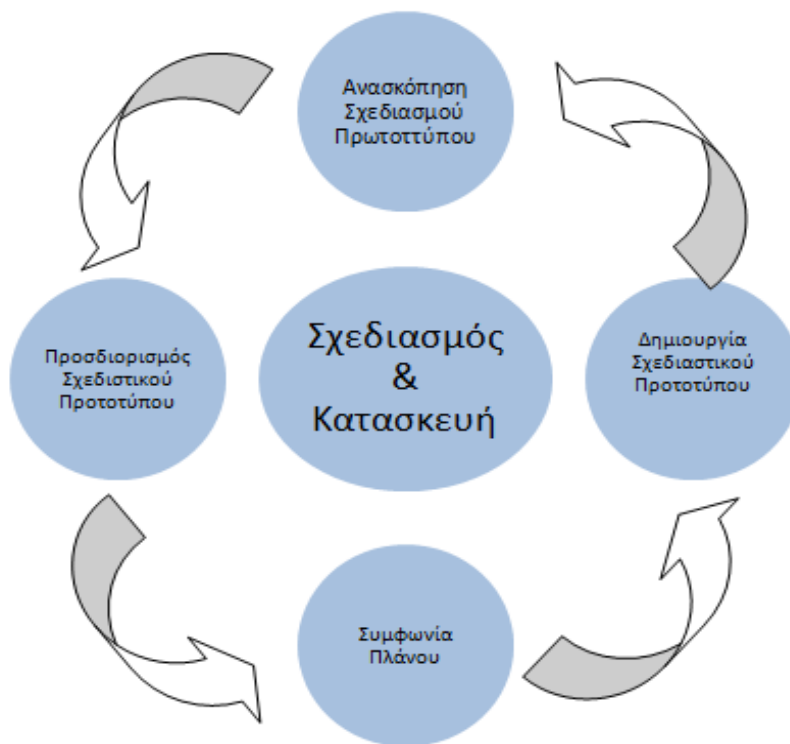 Ανασκόπηση
Σχεδιασμού
Πρωτοττύπου
Προσδιορισμός
Σχεδιστικού
Προτοτύπου
Σχεδιασμός
&
Κατασκευή
Δημιουργία
Σχεδιαστικού
Προτοτύπου
Συμφωνία
Πλάνου